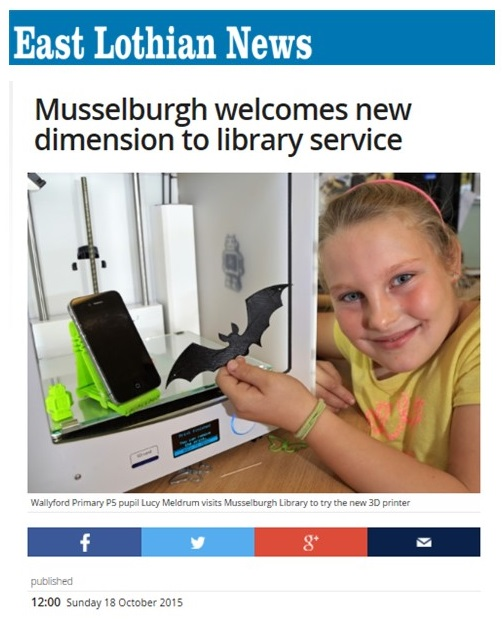 East Lothian News
Musselburgh welcomes new
dimension to library service
Wallyford Primary P5 pupil Lucy Meldrum visits Musselburgh Library to try the new 3D printer
f
g+
published
12:00 Sunday 18 October 2015